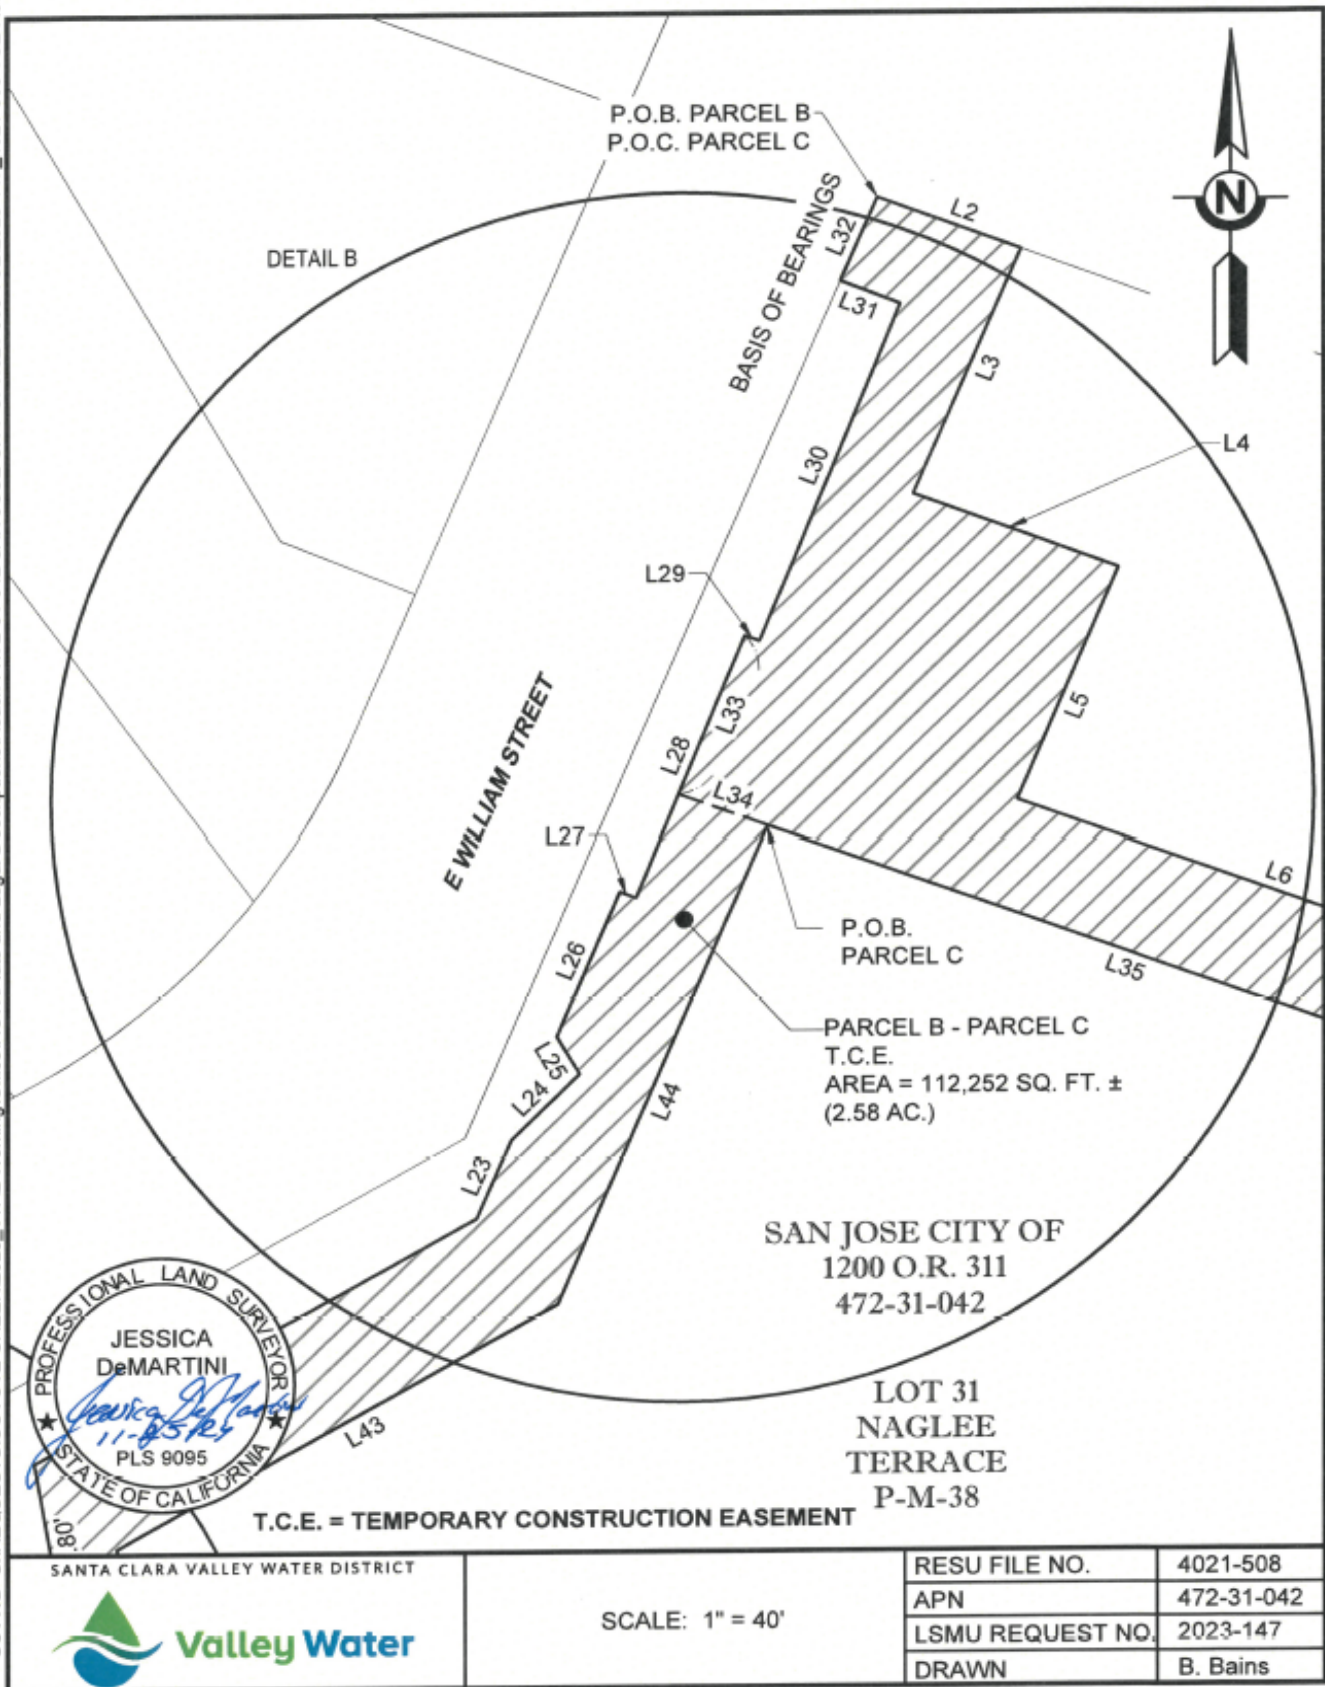 P.O.B. PARCEL B
P.O.C. PARCEL C
L2
N
DETAIL B
L32
BASIS OF BEARINGS
L31
L3
L4
L30
L29
L5
L33
L28
E WILLIAM STREET
L34
L27
L6
P.O.B.
PARCEL C
L26
L35
PARCEL B - PARCEL C
T.C.E.
AREA = 112,252 SQ. FT. ±
(2.58 AC.)
L25
L24
L44
L23
SAN JOSE CITY OF
1200 O.R. 311
472-31-042
PROFESSIONAL LAND SURVEYOR
JESSICA
DeMARTINI
PLS 9095
STATE OF CALIFORNIA
L43
LOT 31
NAGLEE
TERRACE
P-M-38
T.C.E. = TEMPORARY CONSTRUCTION EASEMENT
SANTA CLARA VALLEY WATER DISTRICT
Valley Water
SCALE: 1" = 40'
RESU FILE NO. 4021-508
APN 472-31-042
LSMU REQUEST NO. 2023-147
DRAWN B. Bains